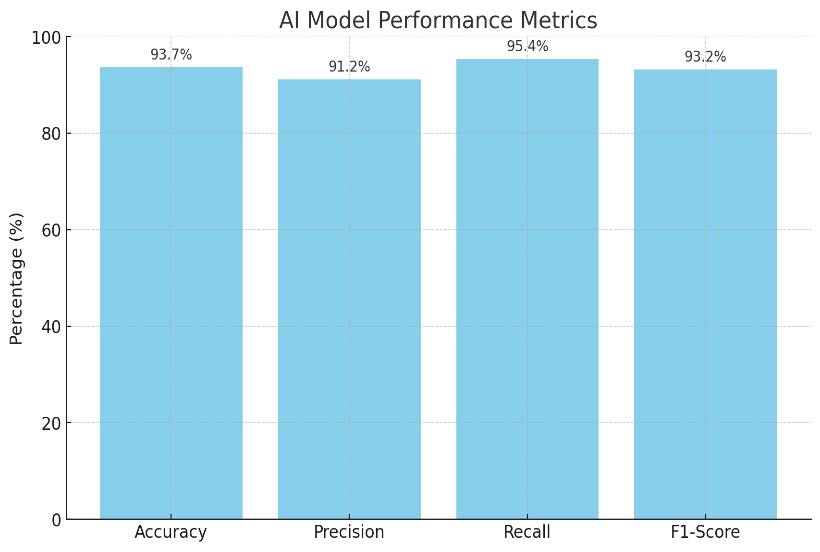 AI Model Performance Metrics
Percentage (%)
100
80
60
40
20
0
93.7%
91.2%
95.4%
93.2%
Accuracy
Precision
Recall
F1-Score